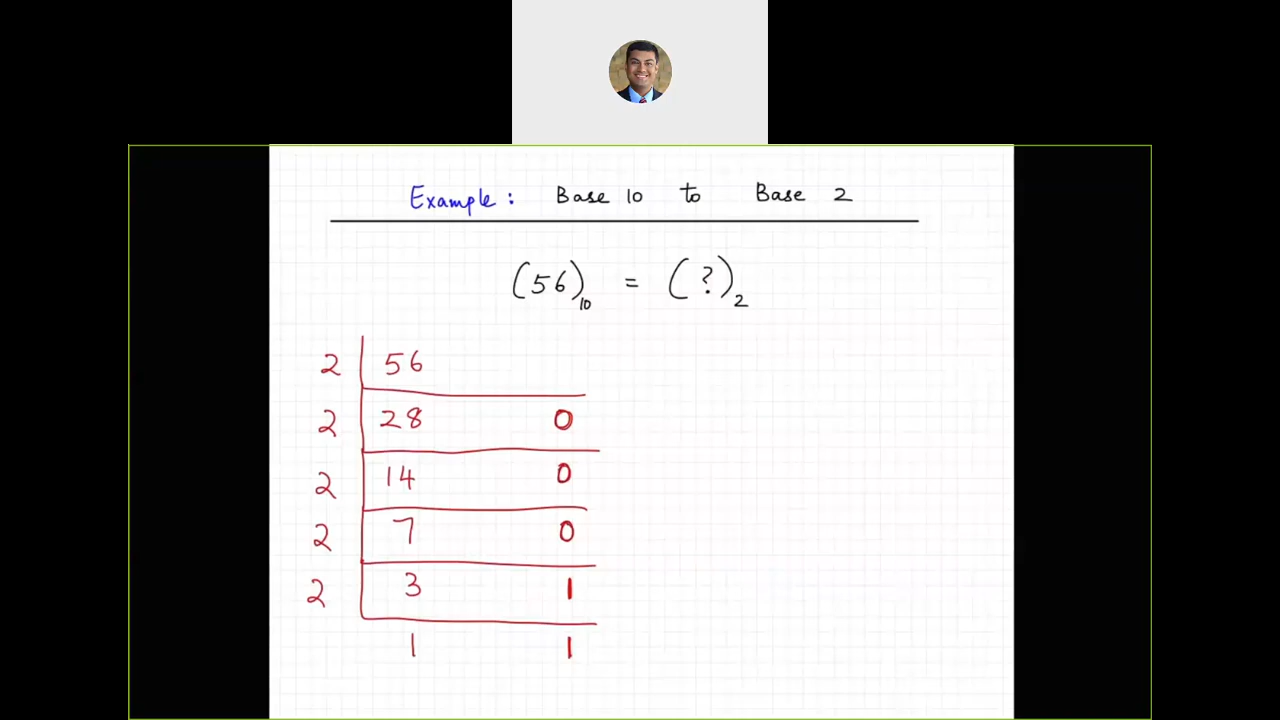 Example: Base 10 to Base 2
(56)10 = (?)2
2 56
2 28 0
2 14 0
2 7 0
2 3 1
1 1